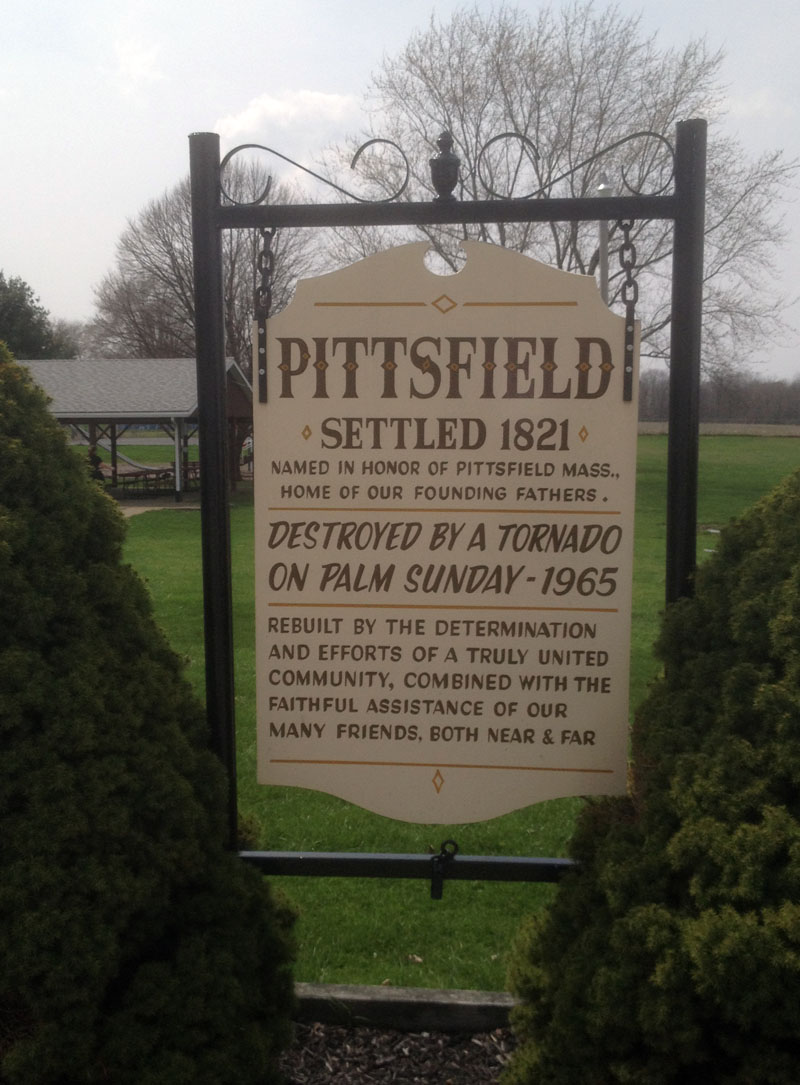 PITTSFIELD
SETTLED 1821
NAMED IN HONOR OF PITTSFIELD MASS.,
HOME OF OUR FOUNDING FATHERS.
DESTROYED BY A TORNADO
ON PALM SUNDAY - 1965
REBUILT BY THE DETERMINATION
AND EFFORTS OF A TRULY UNITED
COMMUNITY, COMBINED WITH THE
FAITHFUL ASSISTANCE OF OUR
MANY FRIENDS, BOTH NEAR & FAR